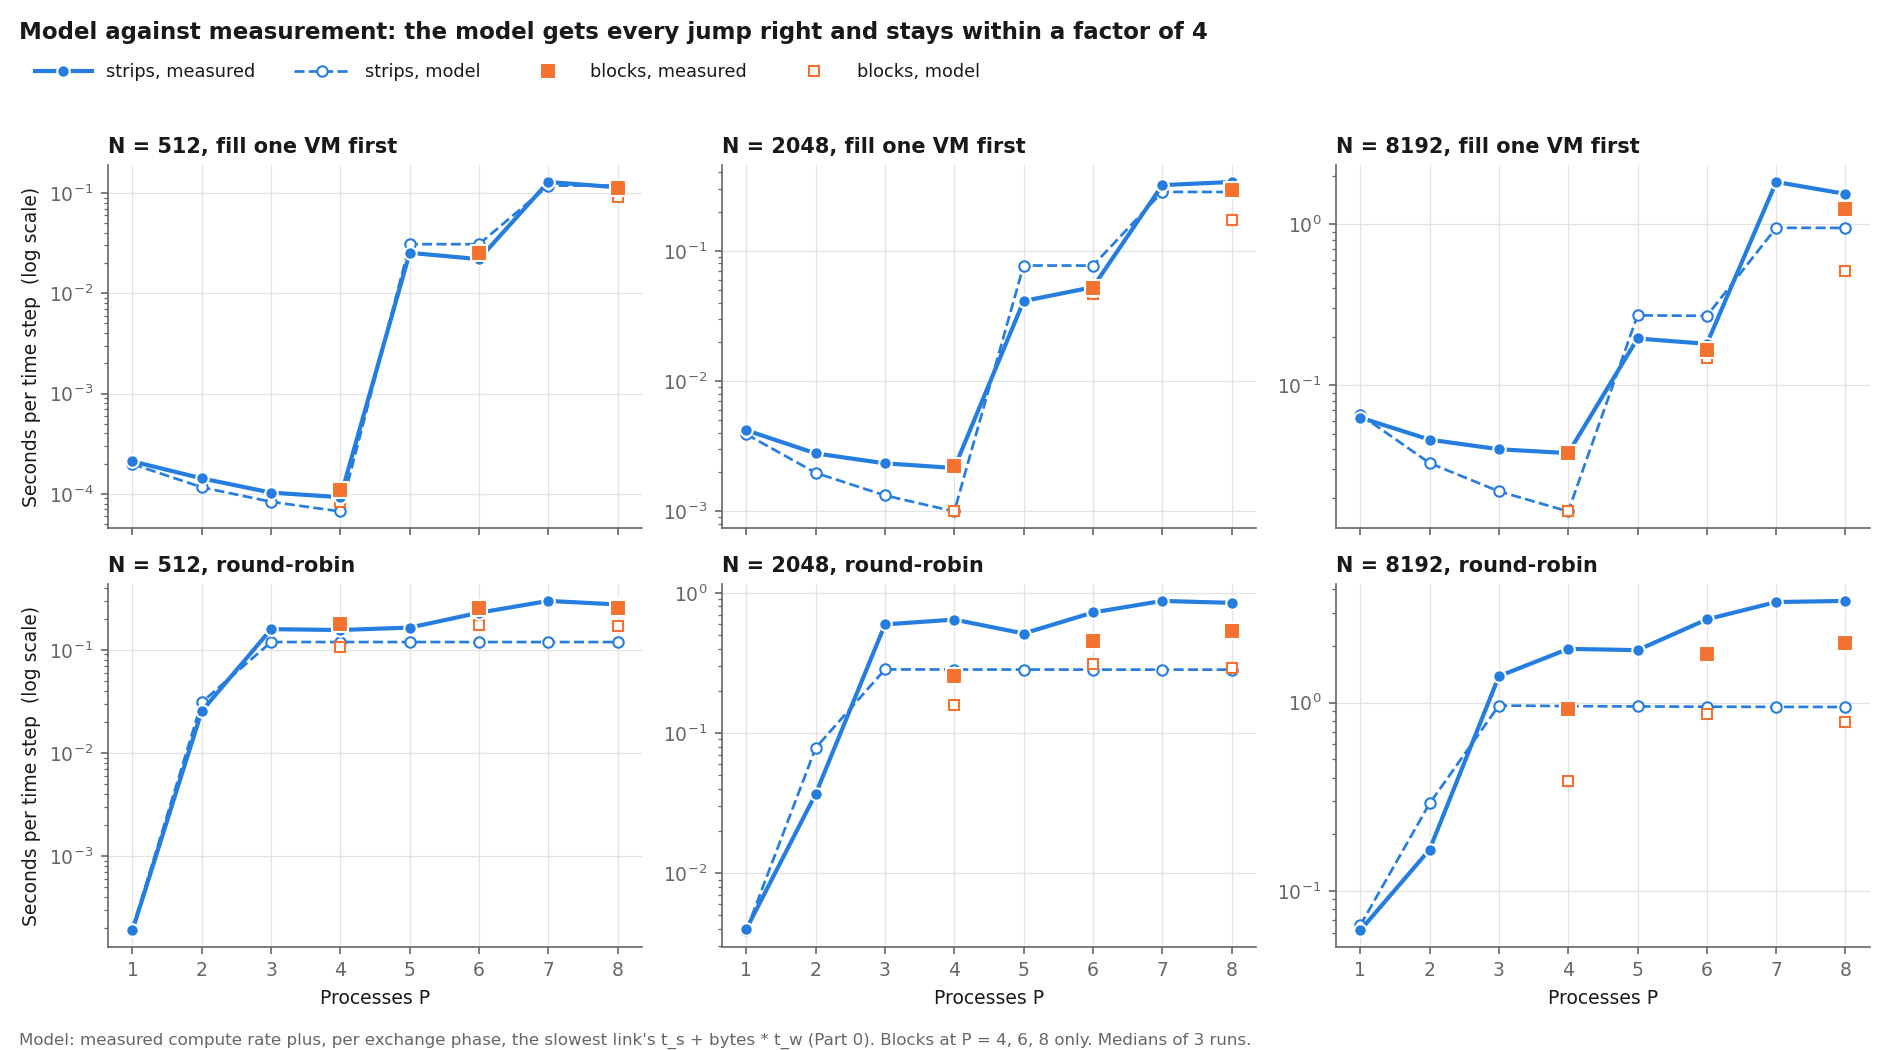 Model against measurement: the model gets every jump right and stays within a factor of 4
strips, measured strips, model blocks, measured blocks, model
N = 512, fill one VM first N = 2048, fill one VM first N = 8192, fill one VM first
Seconds per time step (log scale)
10⁻¹
10⁻²
10⁻³
10⁻⁴
10⁻¹
10⁻²
10⁻³
10⁰
10⁻¹
N = 512, round-robin N = 2048, round-robin N = 8192, round-robin
Seconds per time step (log scale)
10⁻¹
10⁻²
10⁻³
10⁰
10⁻¹
10⁻²
10⁰
10⁻¹
1 2 3 4 5 6 7 8 1 2 3 4 5 6 7 8 1 2 3 4 5 6 7 8
Processes P Processes P Processes P
Model: measured compute rate plus, per exchange phase, the slowest link's t_s + bytes * t_w (Part 0). Blocks at P = 4, 6, 8 only. Medians of 3 runs.